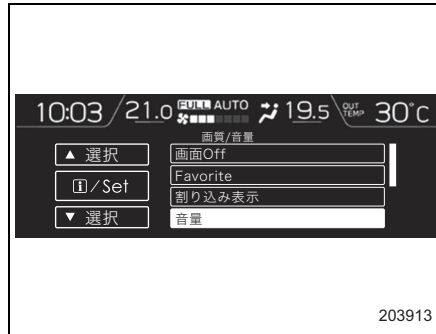 10:03 21.0 FULL AUTO 19.5 OUT TEMP 30°c
画質/音量
▲ 選択
画面Off
i/Set
Favorite
割り込み表示
▼ 選択
音量
203913